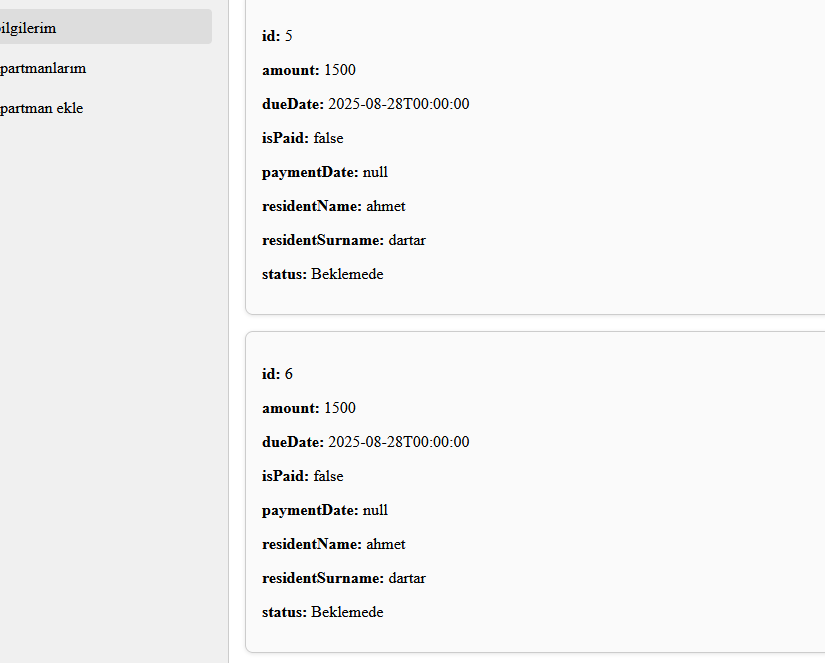 ilgilerim
partmanlarım
partman ekle
id: 5
amount: 1500
dueDate: 2025-08-28T00:00:00
isPaid: false
paymentDate: null
residentName: ahmet
residentSurname: dartar
status: Beklemede
id: 6
amount: 1500
dueDate: 2025-08-28T00:00:00
isPaid: false
paymentDate: null
residentName: ahmet
residentSurname: dartar
status: Beklemede